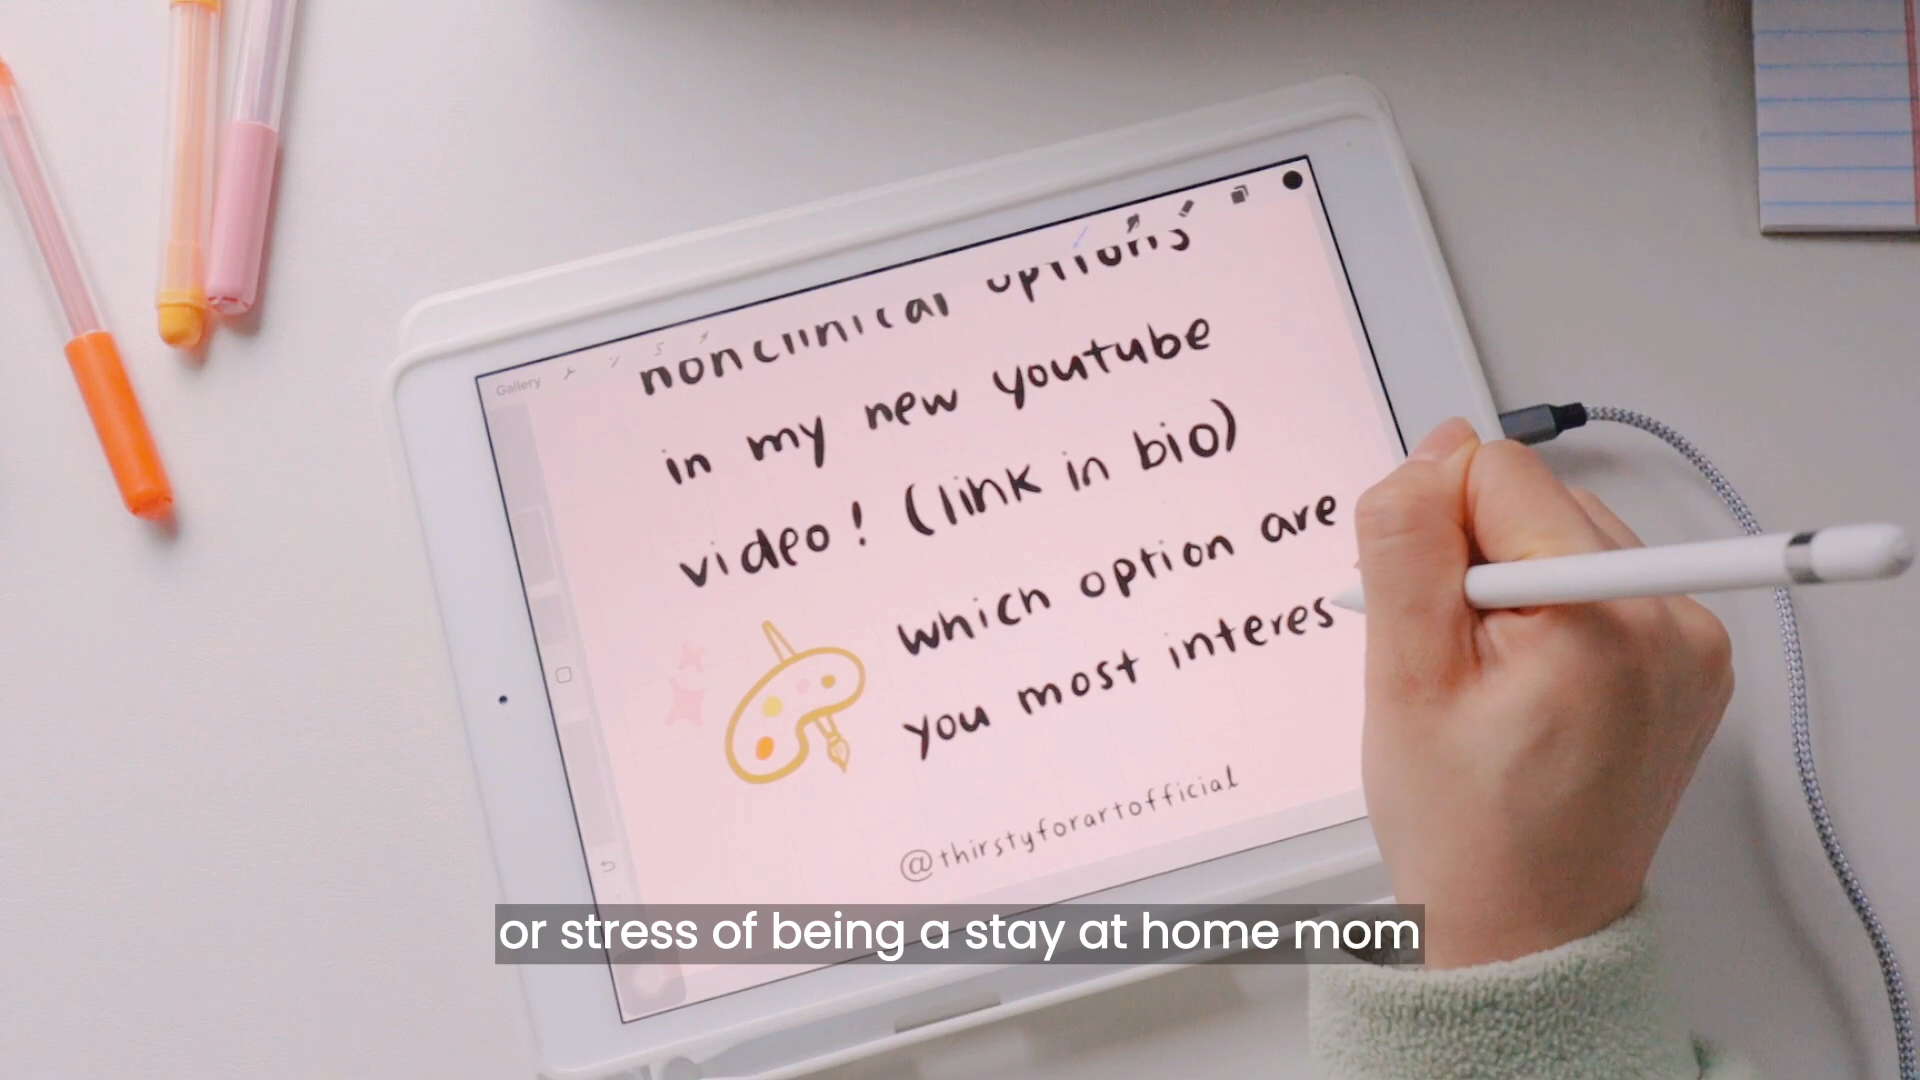 Gallery
nonclinical options
in my new youtube
video! (link in bio)
which option are
you most interes
@thirstyforartofficial
or stress of being a stay at home mom